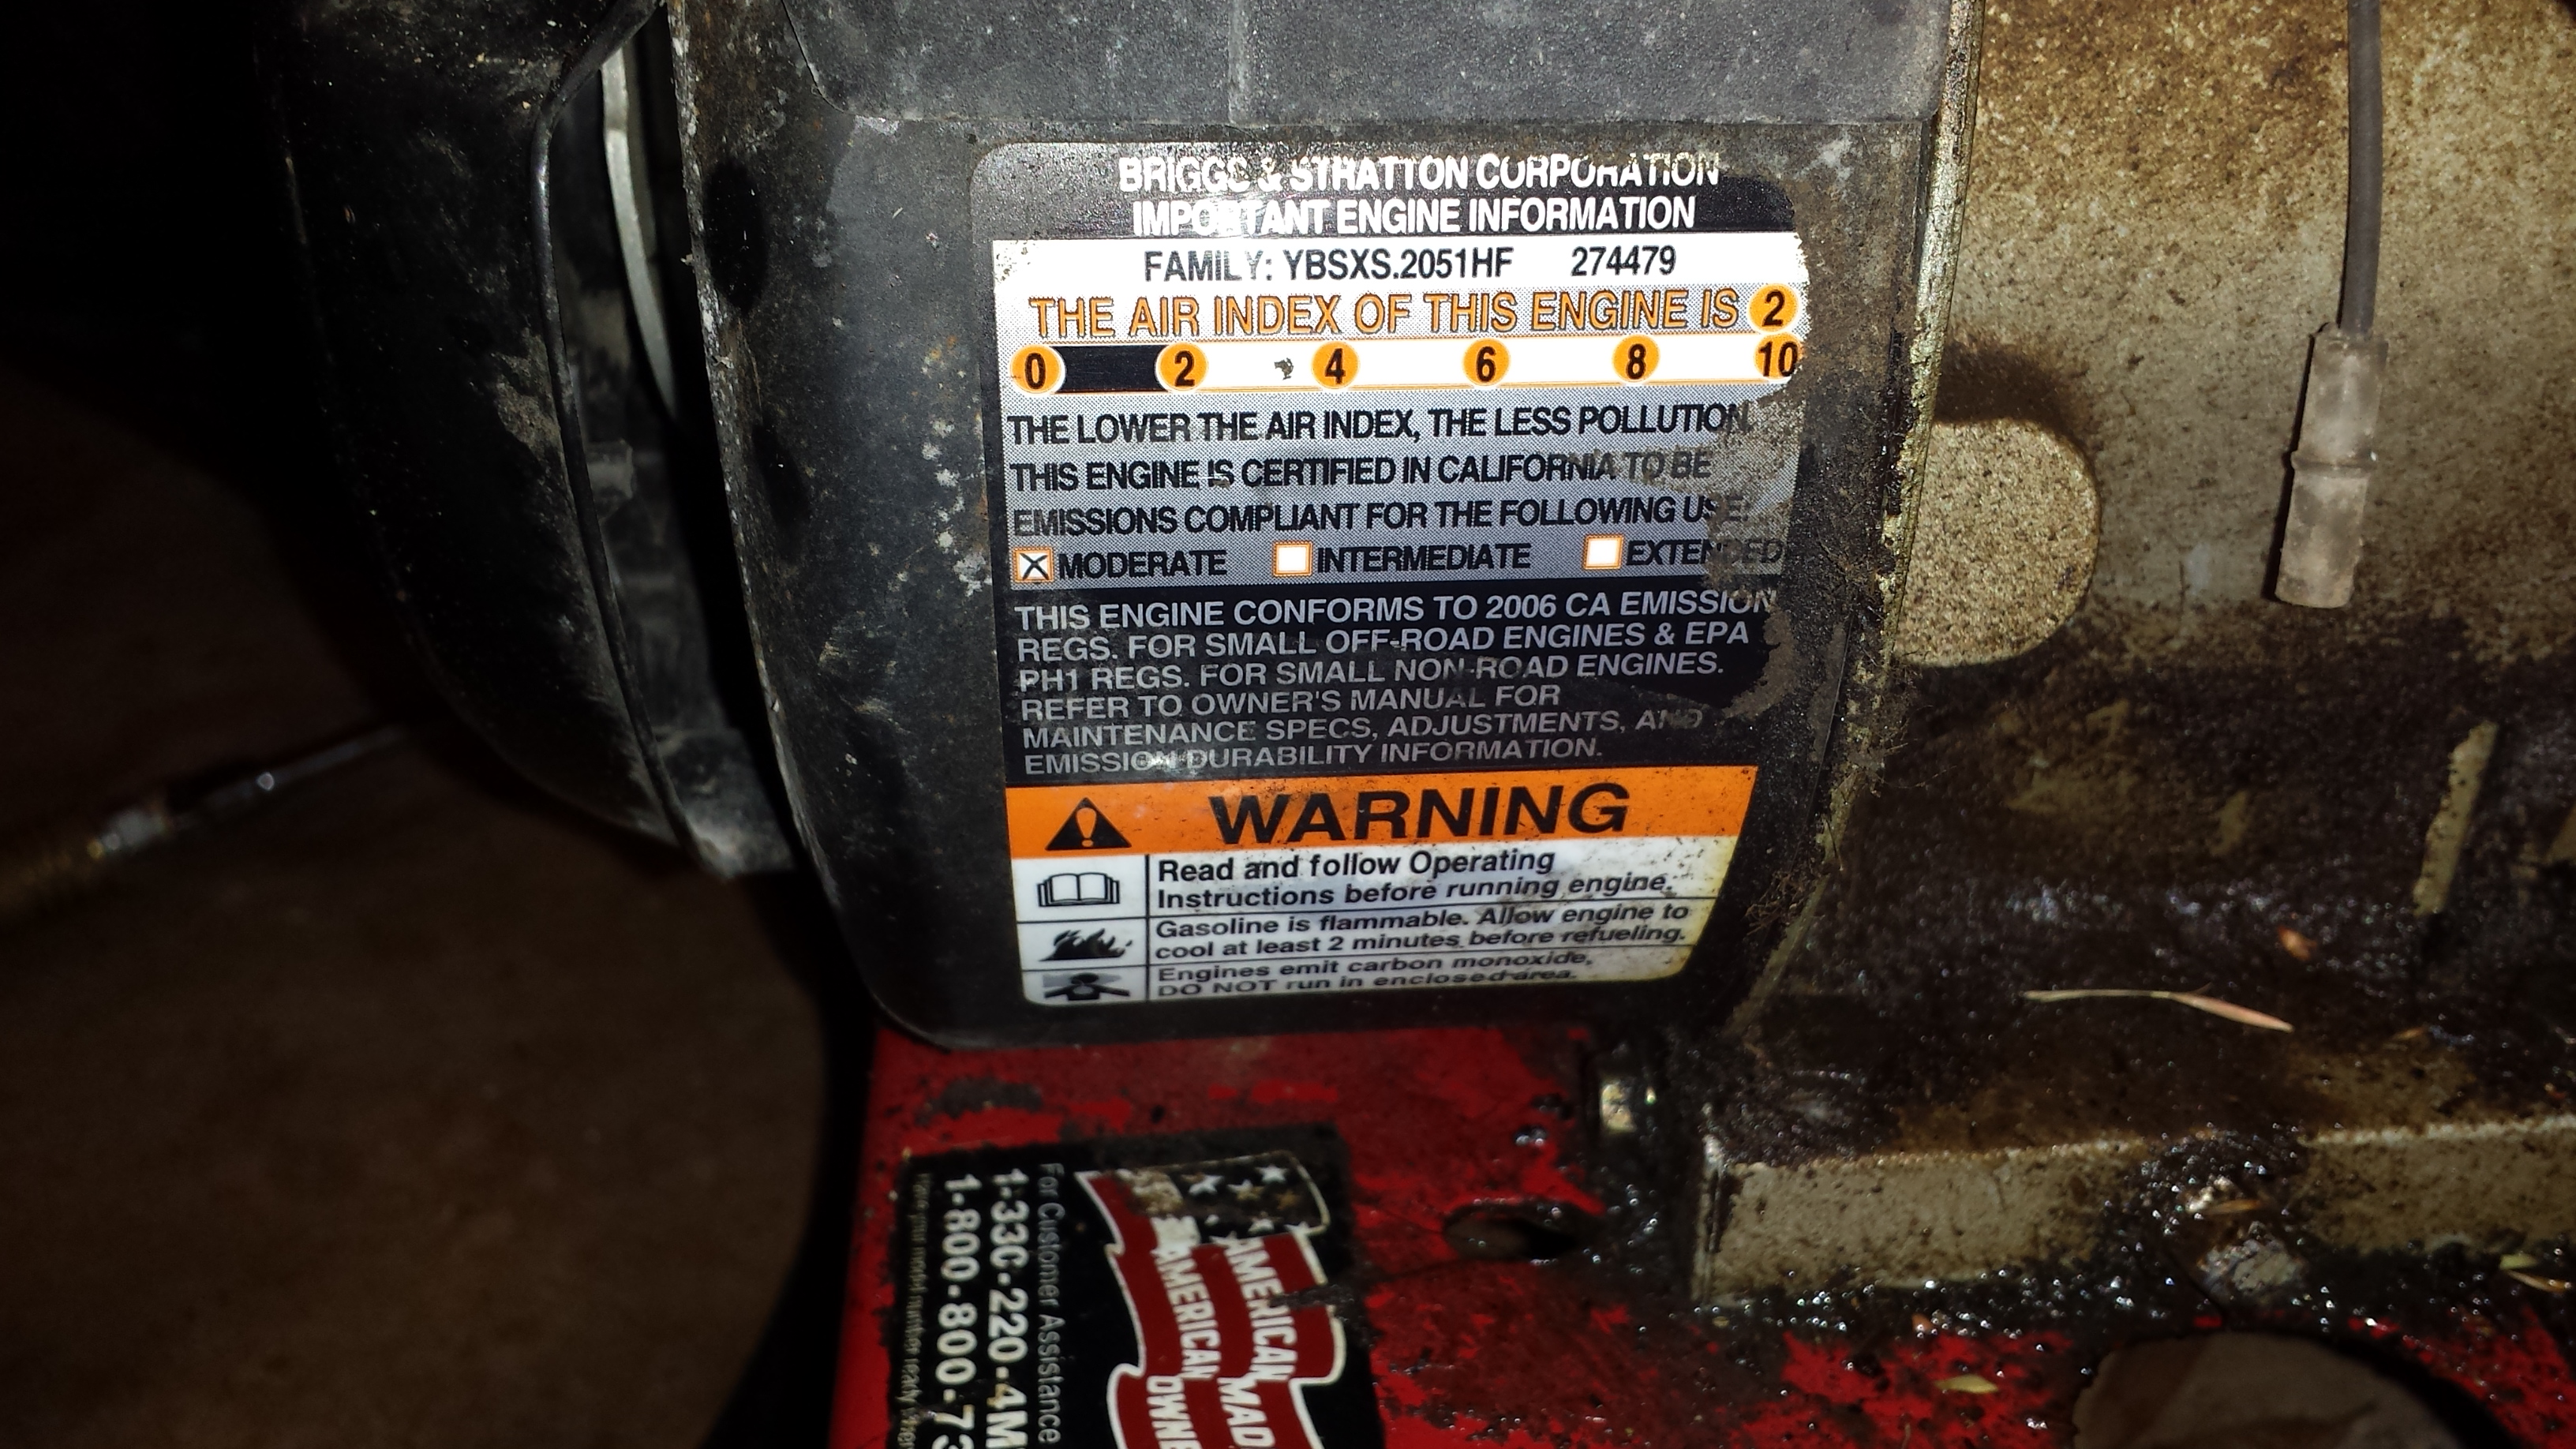 BRIGGS & STRATTON CORPORATION
IMPORTANT ENGINE INFORMATION
FAMILY: YBSXS.2051HF 274479
THE AIR INDEX OF THIS ENGINE IS 2
0 2 4 6 8 10
THE LOWER THE AIR INDEX, THE LESS POLLUTION.
THIS ENGINE IS CERTIFIED IN CALIFORNIA TO BE
EMISSIONS COMPLIANT FOR THE FOLLOWING USE:
MODERATE INTERMEDIATE EXTENDED
THIS ENGINE CONFORMS TO 2006 CA EMISSION
REGS. FOR SMALL OFF-ROAD ENGINES & EPA
PH1 REGS. FOR SMALL NON-ROAD ENGINES.
REFER TO OWNER'S MANUAL FOR
MAINTENANCE SPECS, ADJUSTMENTS, AND
EMISSION DURABILITY INFORMATION.
WARNING
Read and follow Operating
Instructions before running engine.
Gasoline is flammable. Allow engine to
cool at least 2 minutes before refueling.
Engines emit carbon monoxide,
DO NOT run in enclosed area.
AMERICAN MAD
AMERICAN OWNE
For Customer Assistance
1-330-220-4M
1-800-800-73